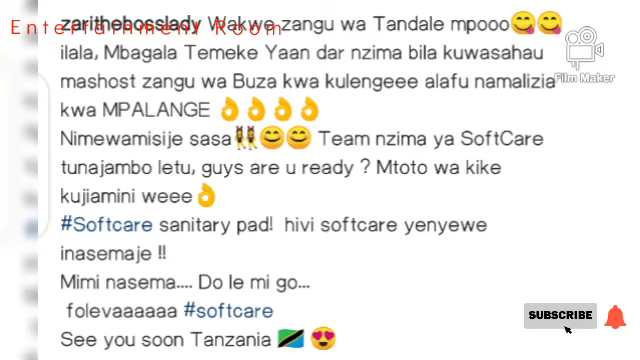 Entertainment Room
zarithebosslady Wakwe zangu wa Tandale mpooo😋😋
ilala, Mbagala Temeke Yaan dar nzima bila kuwasahau
mashost zangu wa Buza kwa kulengeee alafu namalizia
kwa MPALANGE 👌👌👌👌
Nimewamisije sasa👯😊😊 Team nzima ya SoftCare
tunajambo letu, guys are u ready ? Mtoto wa kike
kujiamini weee👌
#Softcare sanitary pad! hivi softcare yenyewe
inasemaje !!
Mimi nasema.... Do le mi go...
folevaaaaaa #softcare
See you soon Tanzania 🇹🇿 😍
Film Maker
SUBSCRIBE